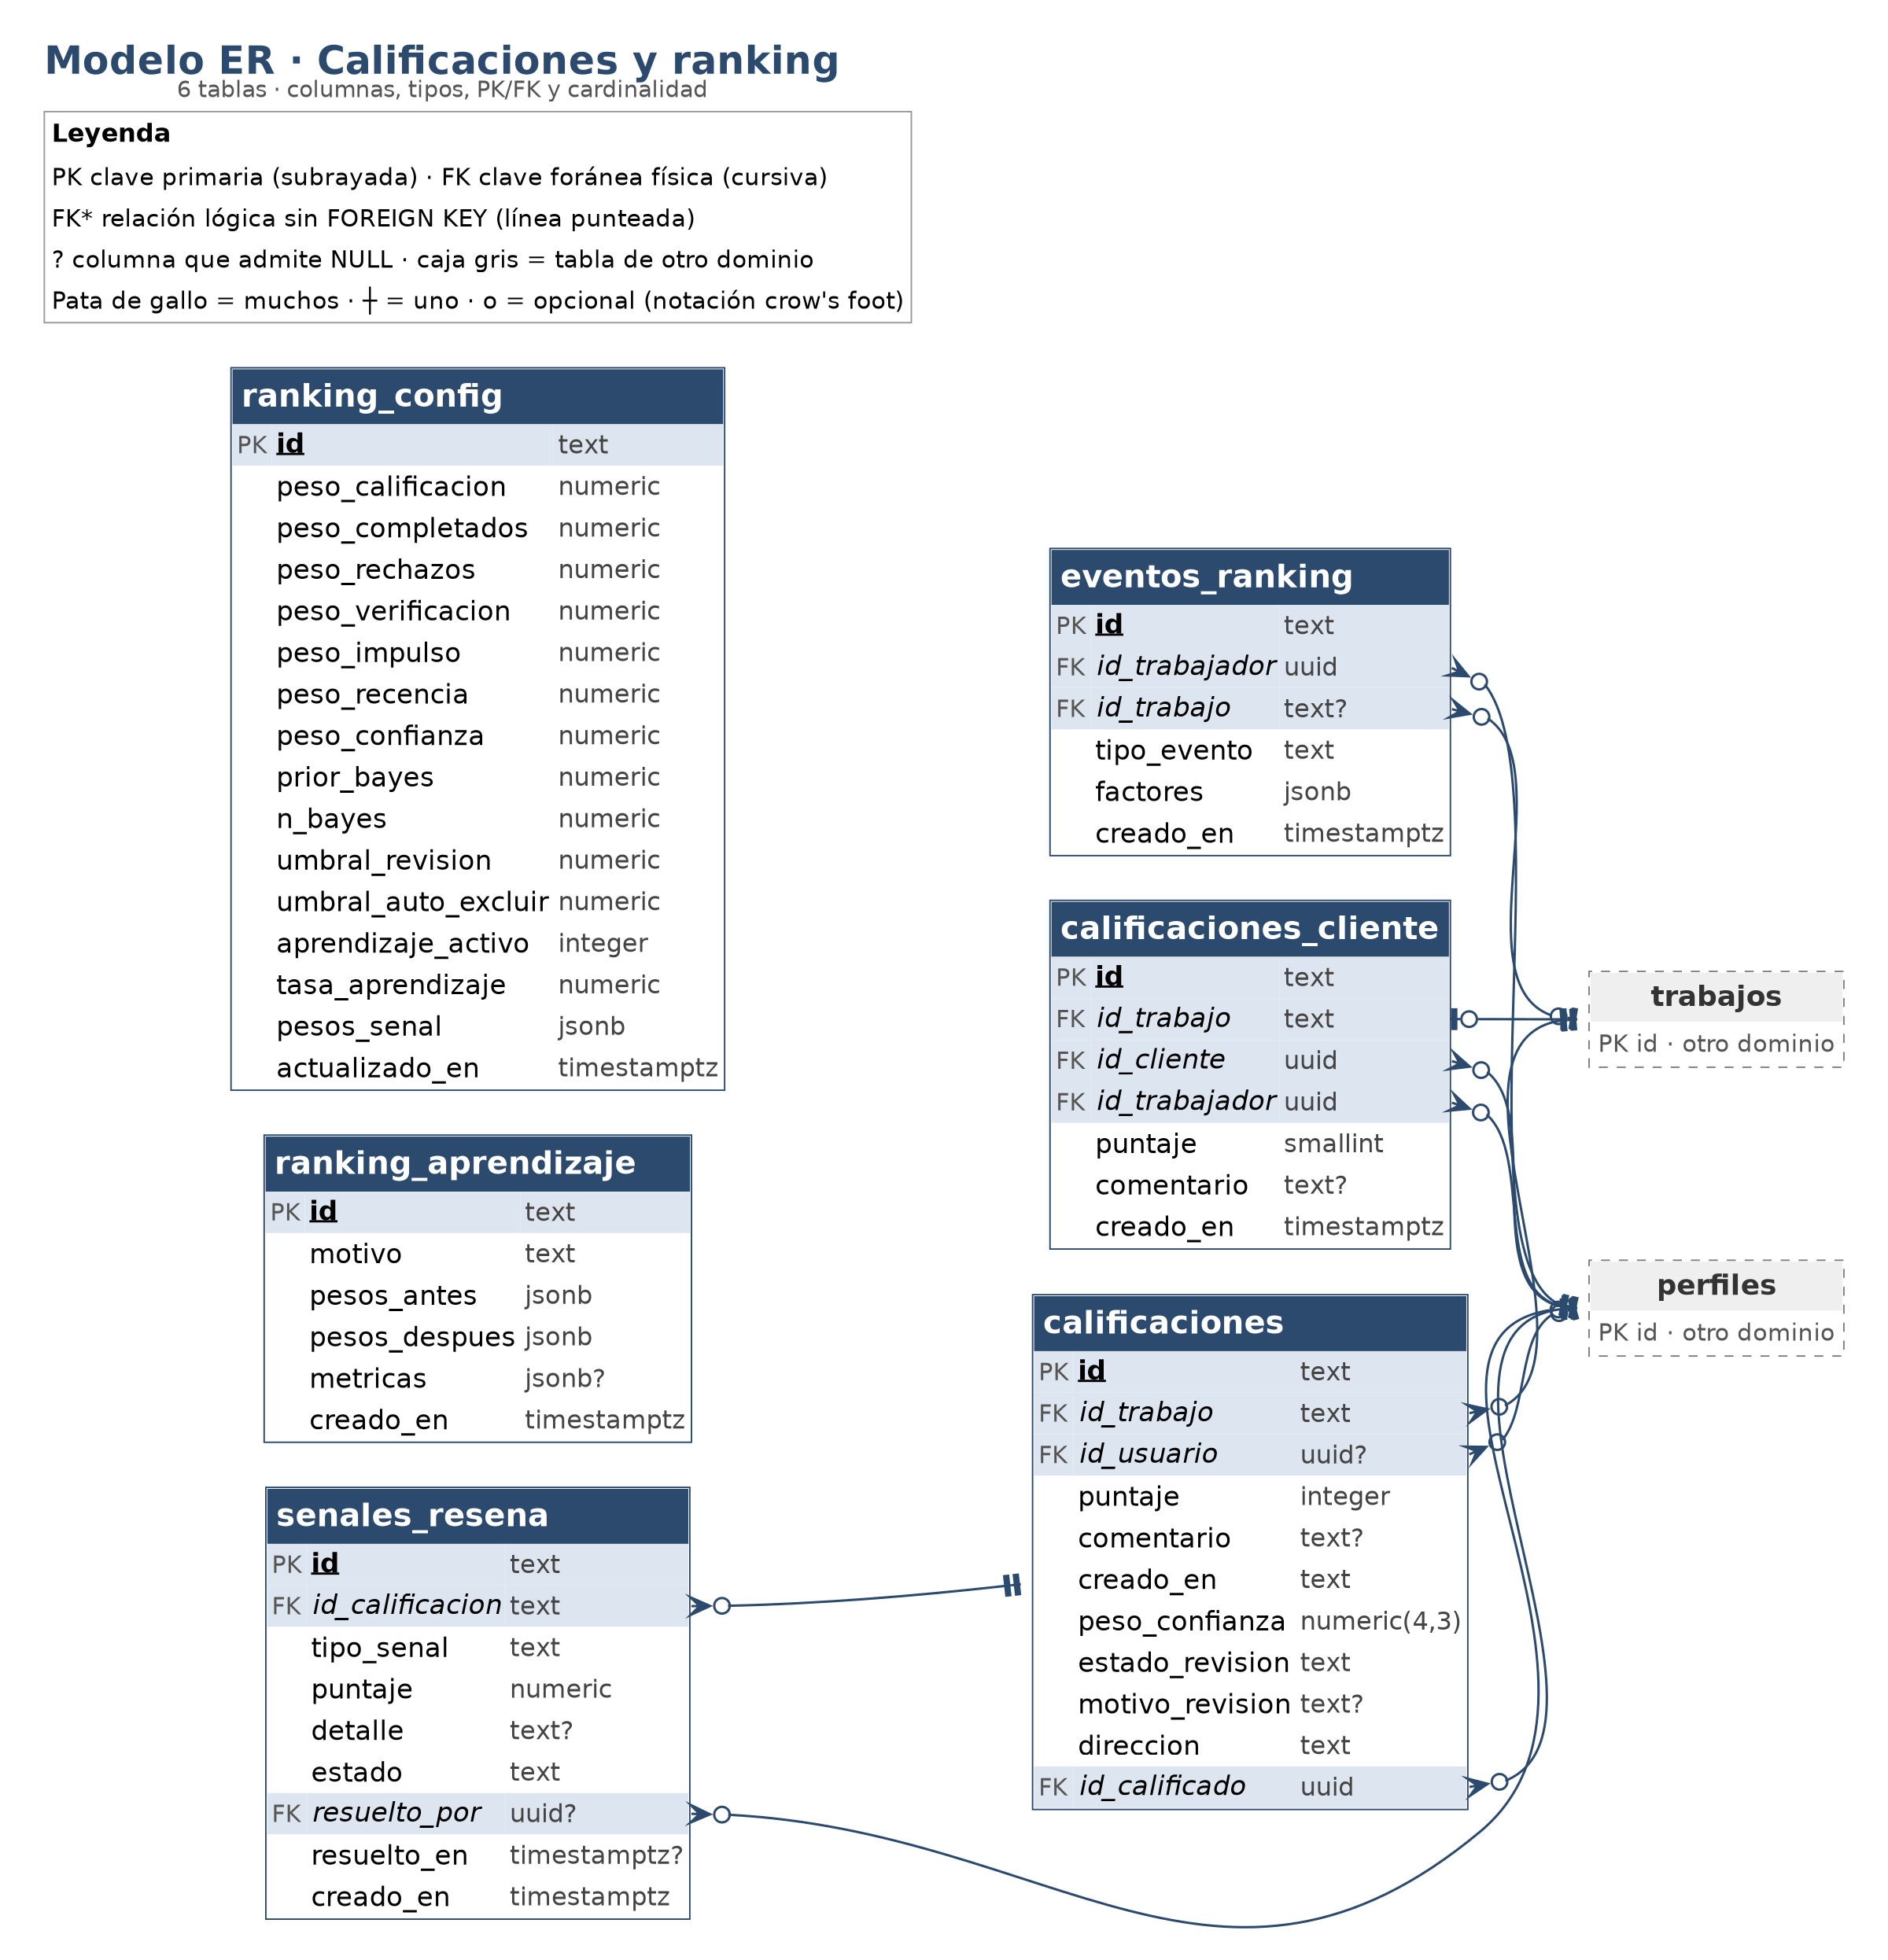 Modelo ER · Calificaciones y ranking
6 tablas · columnas, tipos, PK/FK y cardinalidad
Leyenda
PK clave primaria (subrayada) · FK clave foránea física (cursiva)
FK* relación lógica sin FOREIGN KEY (línea punteada)
? columna que admite NULL · caja gris = tabla de otro dominio
Pata de gallo = muchos · ┼ = uno · o = opcional (notación crow's foot)
ranking_config
PK id text
peso_calificacion numeric
peso_completados numeric
peso_rechazos numeric
peso_verificacion numeric
peso_impulso numeric
peso_recencia numeric
peso_confianza numeric
prior_bayes numeric
n_bayes numeric
umbral_revision numeric
umbral_auto_excluir numeric
aprendizaje_activo integer
tasa_aprendizaje numeric
pesos_senal jsonb
actualizado_en timestamptz
ranking_aprendizaje
PK id text
motivo text
pesos_antes jsonb
pesos_despues jsonb
metricas jsonb?
creado_en timestamptz
senales_resena
PK id text
FK id_calificacion text
tipo_senal text
puntaje numeric
detalle text?
estado text
FK resuelto_por uuid?
resuelto_en timestamptz?
creado_en timestamptz
eventos_ranking
PK id text
FK id_trabajador uuid
FK id_trabajo text?
tipo_evento text
factores jsonb
creado_en timestamptz
calificaciones_cliente
PK id text
FK id_trabajo text
FK id_cliente uuid
FK id_trabajador uuid
puntaje smallint
comentario text?
creado_en timestamptz
calificaciones
PK id text
FK id_trabajo text
FK id_usuario uuid?
puntaje integer
comentario text?
creado_en text
peso_confianza numeric(4,3)
estado_revision text
motivo_revision text?
direccion text
FK id_calificado uuid
trabajos
PK id · otro dominio
perfiles
PK id · otro dominio